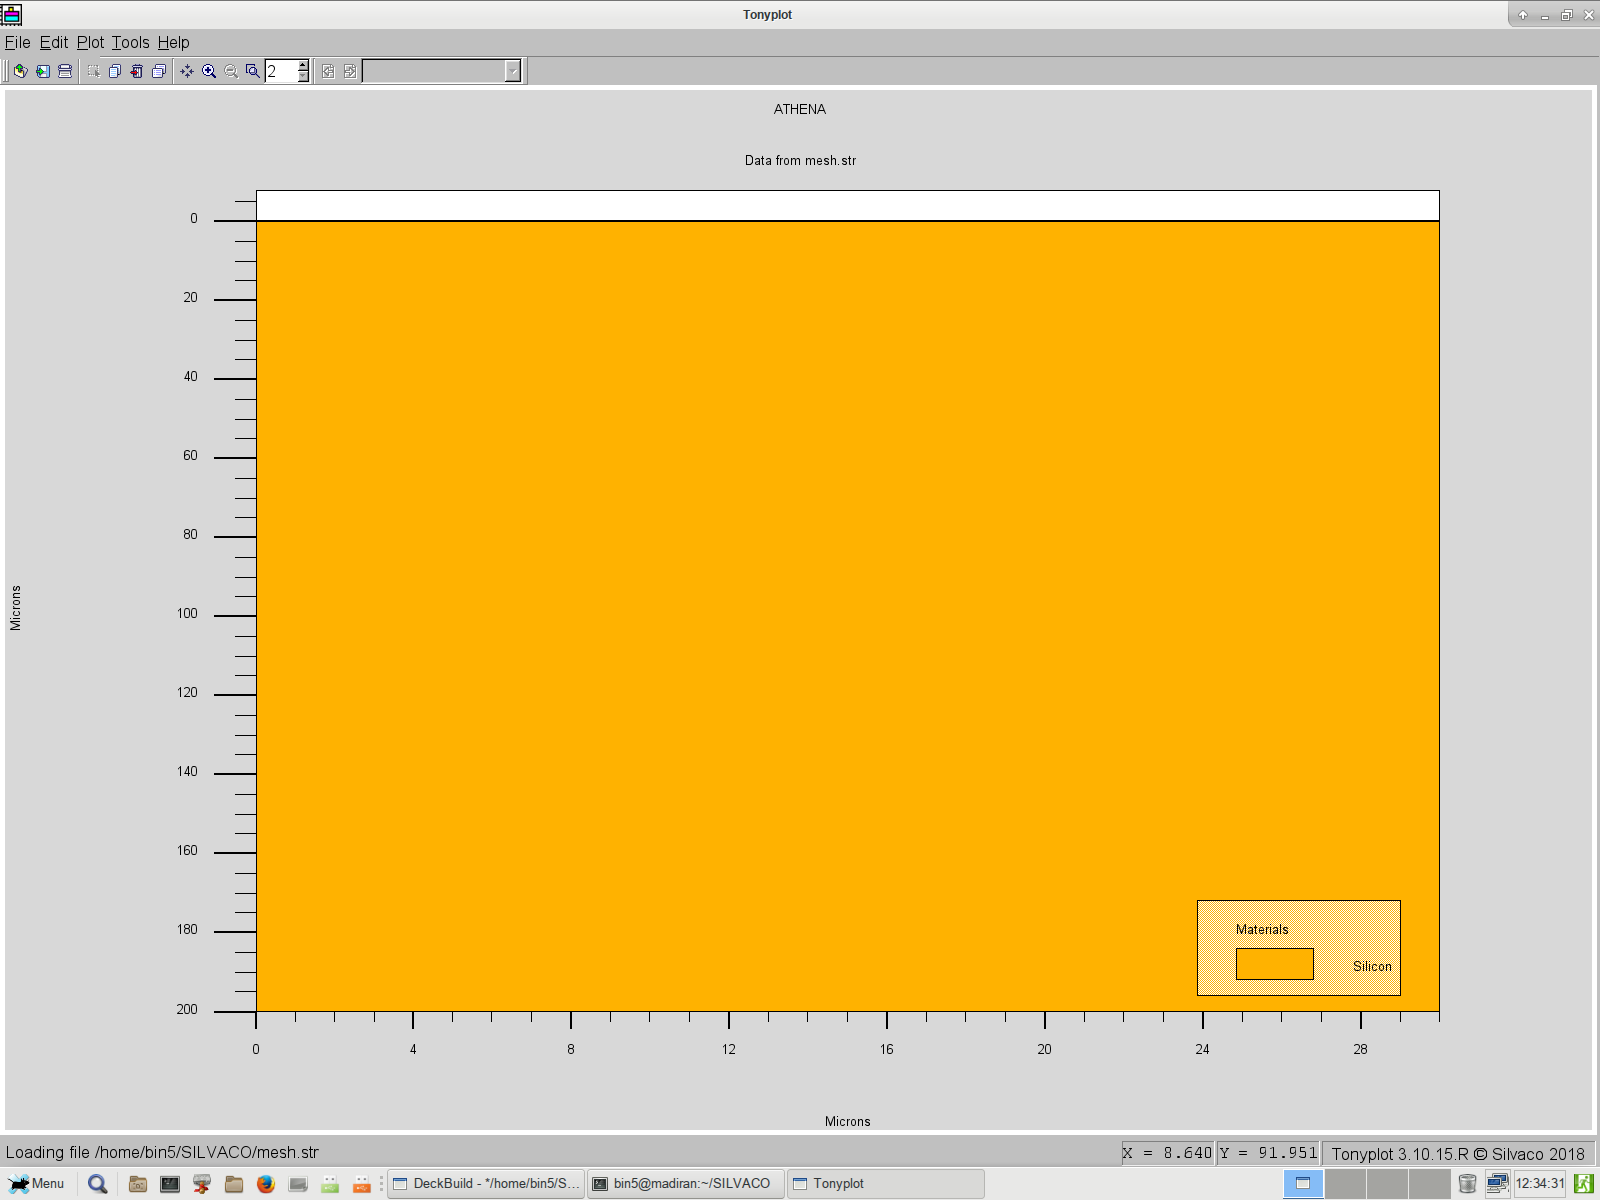 Tonyplot
File Edit Plot Tools Help
2
ATHENA
Data from mesh.str
0
20
40
60
80
100
120
140
160
180
200
Microns
Materials
Silicon
0 4 8 12 16 20 24 28
Microns
Loading file /home/bin5/SILVACO/mesh.str
X = 8.640 Y = 91.951 Tonyplot 3.10.15.R © Silvaco 2018
Menu DeckBuild - */home/bin5/S... bin5@madiran:~/SILVACO Tonyplot 12:34:31